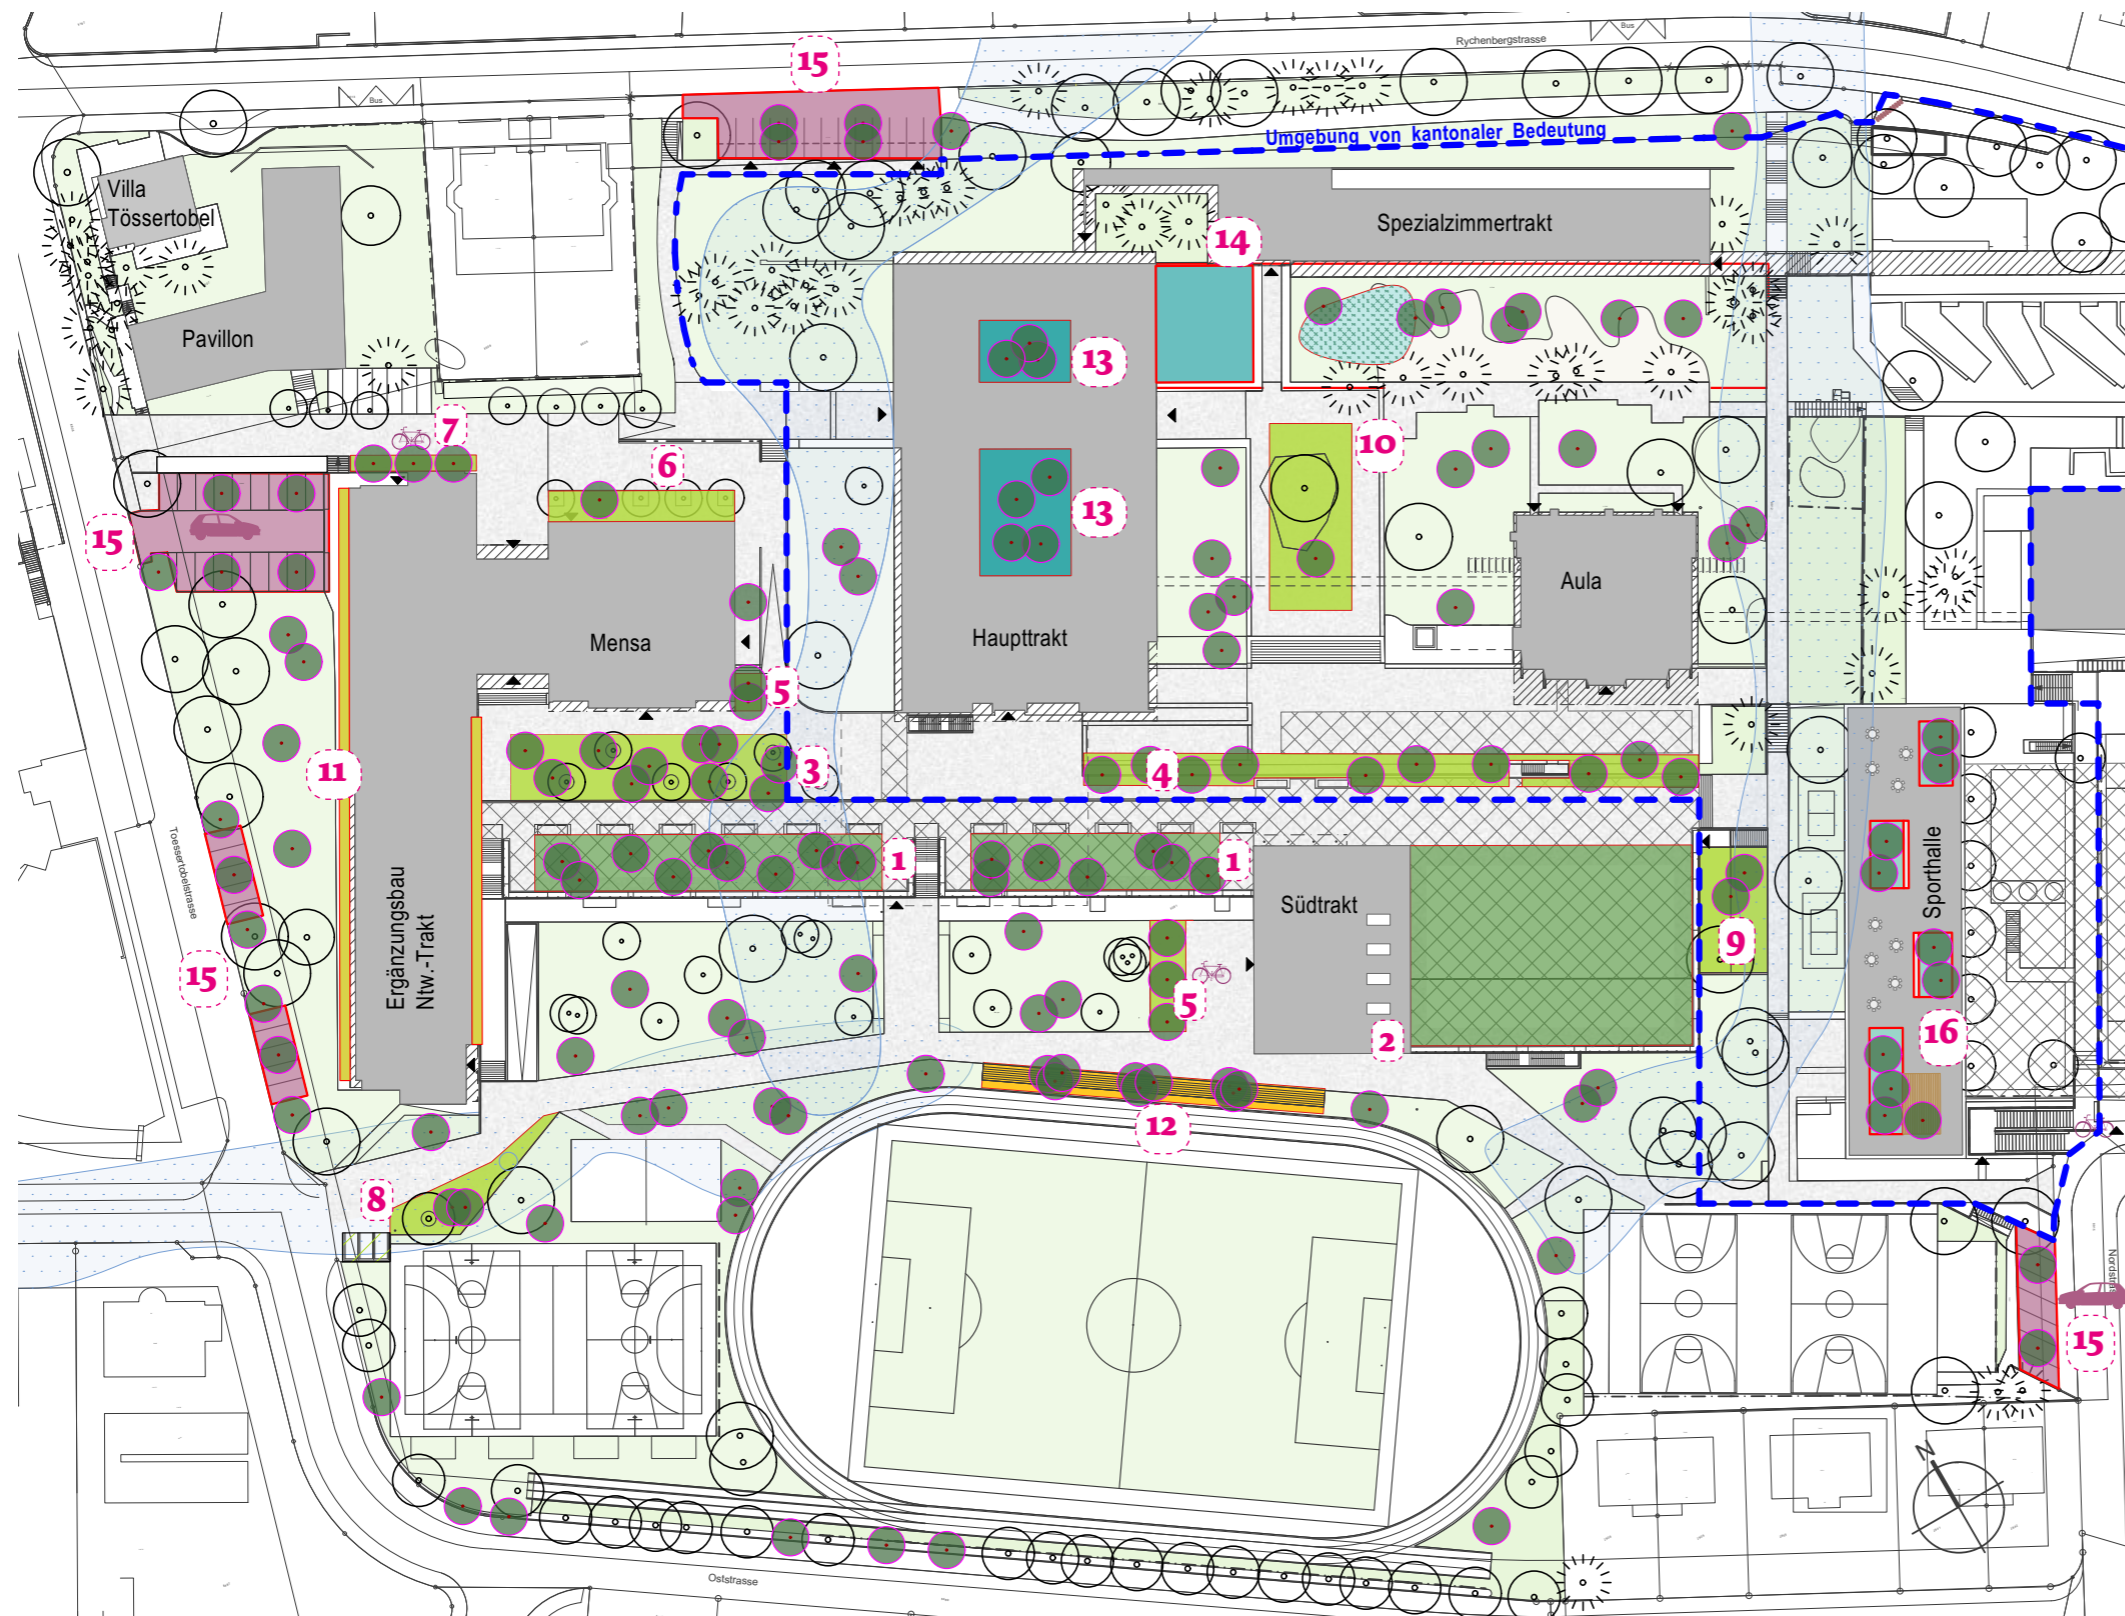 Bus
Rychenbergstrasse
15
Bus
Umgebung von kantonaler Bedeutung
Villa
Tössertobel
Spezialzimmertrakt
14
Pavillon
13
7
6
10
13
15
Aula
Mensa
Haupttrakt
5
3
4
11
Toessertobelstrasse
1
1
Südtrakt
Sporthalle
9
Ergänzungsbau
Ntw.-Trakt
15
5
2
16
12
8
15
N
Oststrasse